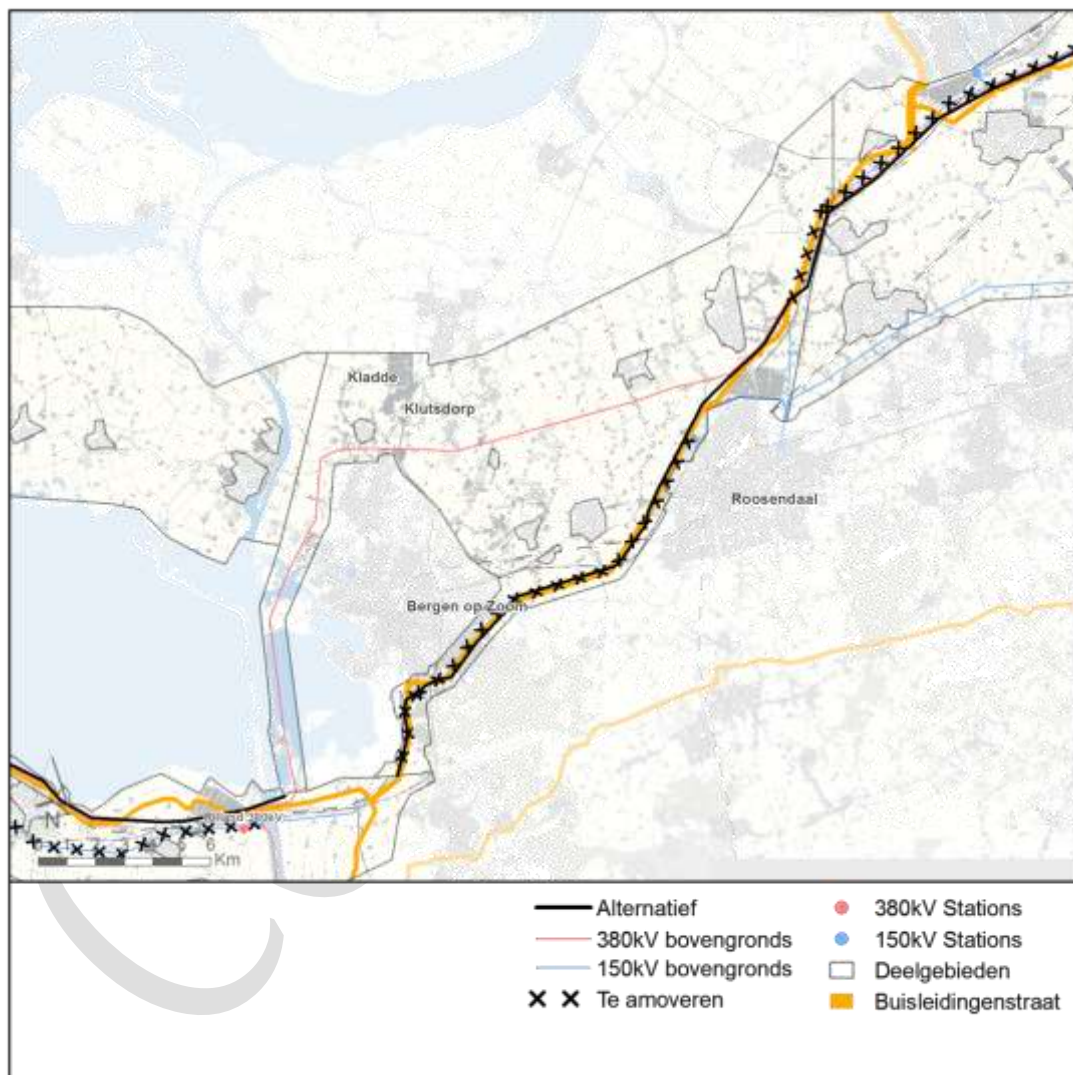 Kladde
Klutsdorp
Roosendaal
Bergen op Zoom
N
6
Km
Alternatief
380kV bovengronds
150kV bovengronds
Te amoveren
380kV Stations
150kV Stations
Deelgebieden
Buisleidingenstraat